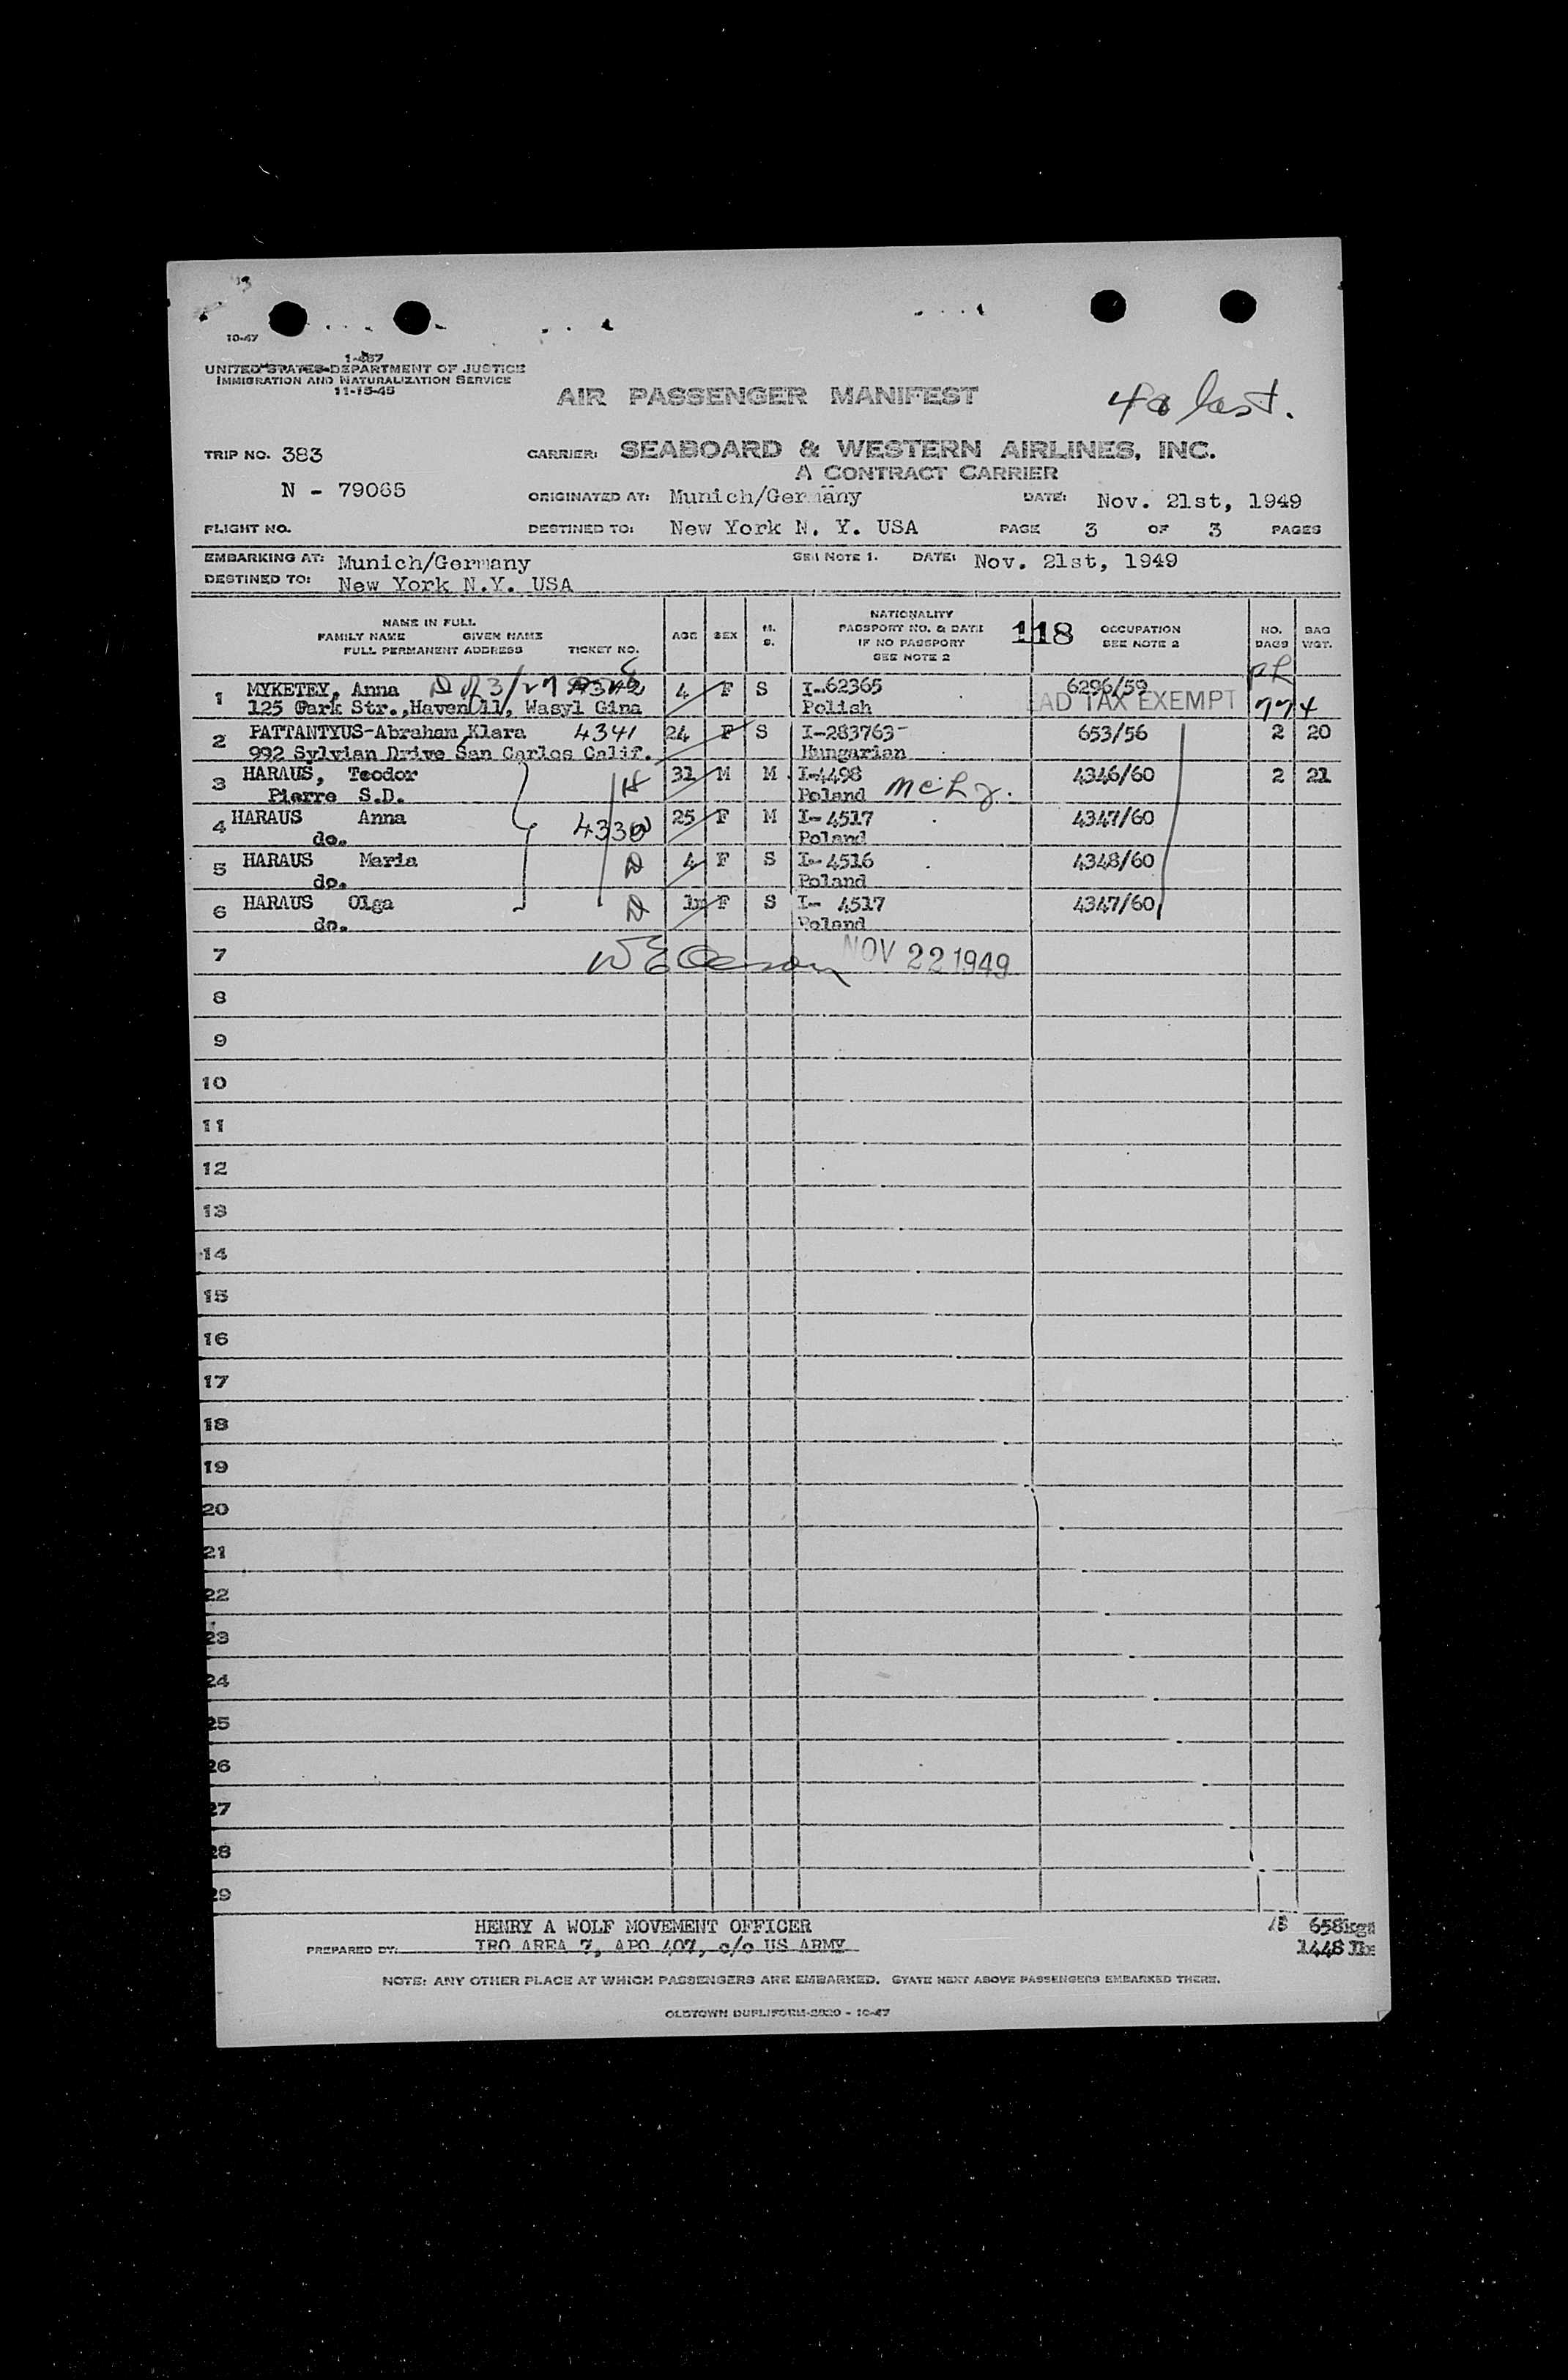 10-47
1-487
UNITED STATES DEPARTMENT OF JUSTICE
IMMIGRATION AND NATURALIZATION SERVICE
11-15-45
AIR PASSENGER MANIFEST
TRIP NO. 383
CARRIER: SEABOARD & WESTERN AIRLINES, INC.
A CONTRACT CARRIER
N - 79065
ORIGINATED AT: Munich/Germany DATE: Nov. 21st, 1949
FLIGHT NO. DESTINED TO: New York N. Y. USA PAGE 3 OF 3 PAGES
EMBARKING AT: Munich/Germany SEE NOTE 1. DATE: Nov. 21st, 1949
DESTINED TO: New York N.Y. USA
NAME IN FULL
FAMILY NAME GIVEN NAME
FULL PERMANENT ADDRESS TICKET NO.
AGE
SEX
M.
S.
NATIONALITY
PASSPORT NO. & DATE
IF NO PASSPORT
SEE NOTE 2
118
OCCUPATION
SEE NOTE 2
NO.
BAGS
BAG
WGT.
1 MYKETEY, Anna 4 F S I-62365 6296/59
125 Park Str., Wasyl Gina Polish HEAD TAX EXEMPT 774
2 PATTANTYUS-Abraham, Klara 4341 24 F S I-283763- 653/56 2 20
992 Sylvian Drive San Carlos Calif. Hungarian
3 HARAUS, Teodor H 31 M M I-4498 4346/60 2 21
Pierre S.D. Poland
4 HARAUS Anna 4330 25 F M I-4517 4347/60
do. Poland
5 HARAUS Maria D 4 F S I-4516 4348/60
do. Poland
6 HARAUS Olga D 1m F S I- 4517 4347/60
do. Poland
7 NOV 22 1949
8
9
10
11
12
13
14
15
16
17
18
19
20
21
22
23
24
25
26
27
28
29
HENRY A WOLF MOVEMENT OFFICER 658kgs
PREPARED BY: IRO AREA 7, APO 407, c/o US ARMY 1448 lbs
NOTE: ANY OTHER PLACE AT WHICH PASSENGERS ARE EMBARKED. STATE NEXT ABOVE PASSENGERS EMBARKED THERE.
OLDTOWN DUPLIFORM-2820 - 10-47